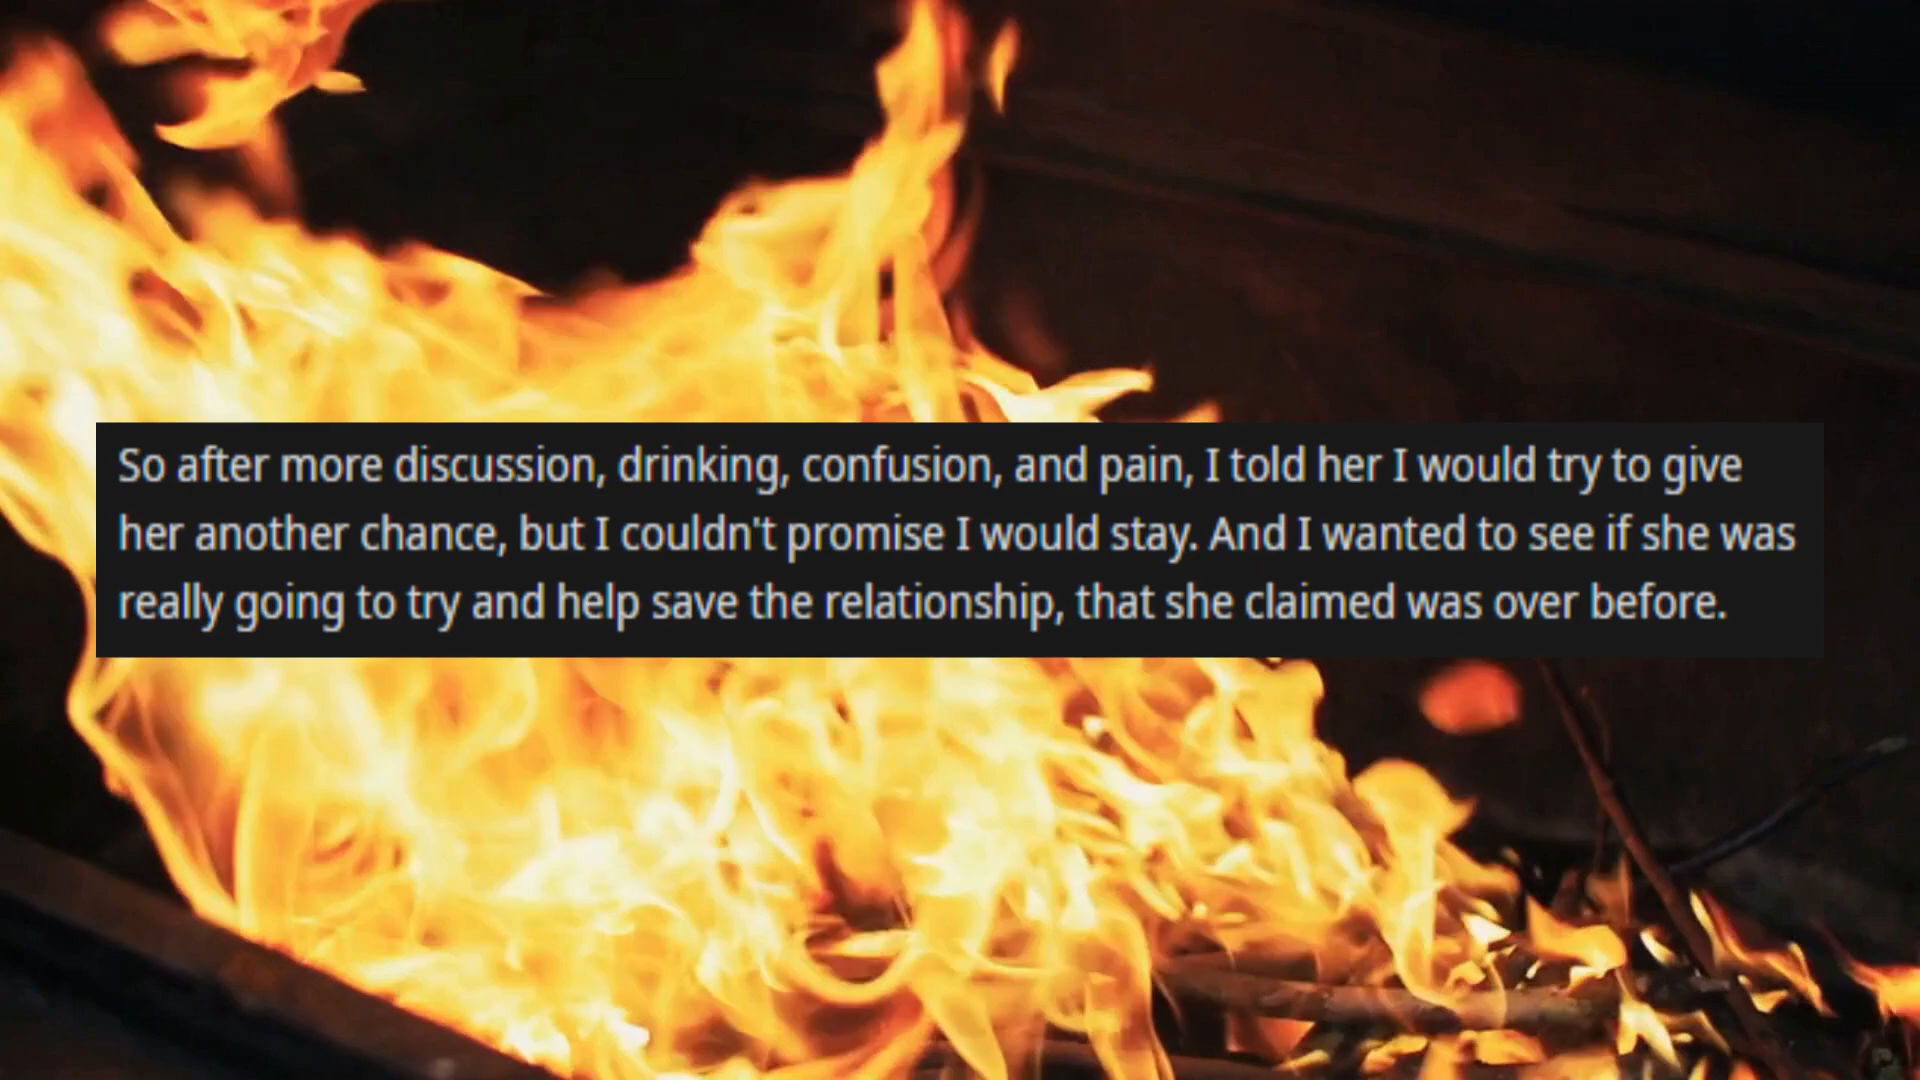 So after more discussion, drinking, confusion, and pain, I told her I would try to give
her another chance, but I couldn't promise I would stay. And I wanted to see if she was
really going to try and help save the relationship, that she claimed was over before.